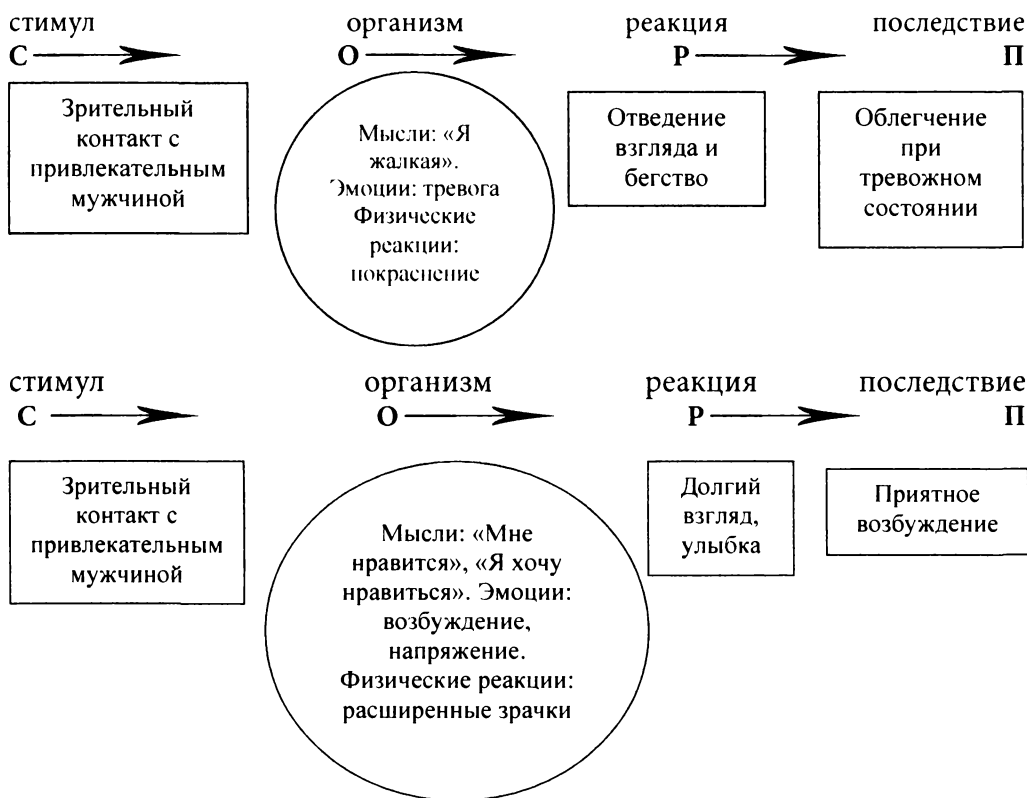 стимул организм реакция последствие
С О Р П
Зрительный
контакт с
привлекательным
мужчиной
Мысли: «Я
жалкая».
Эмоции: тревога
Физические
реакции:
покраснение
Отведение
взгляда и
бегство
Облегчение
при
тревожном
состоянии
стимул организм реакция последствие
С О Р П
Зрительный
контакт с
привлекательным
мужчиной
Мысли: «Мне
нравится», «Я хочу
нравиться». Эмоции:
возбуждение,
напряжение.
Физические реакции:
расширенные зрачки
Долгий
взгляд,
улыбка
Приятное
возбуждение